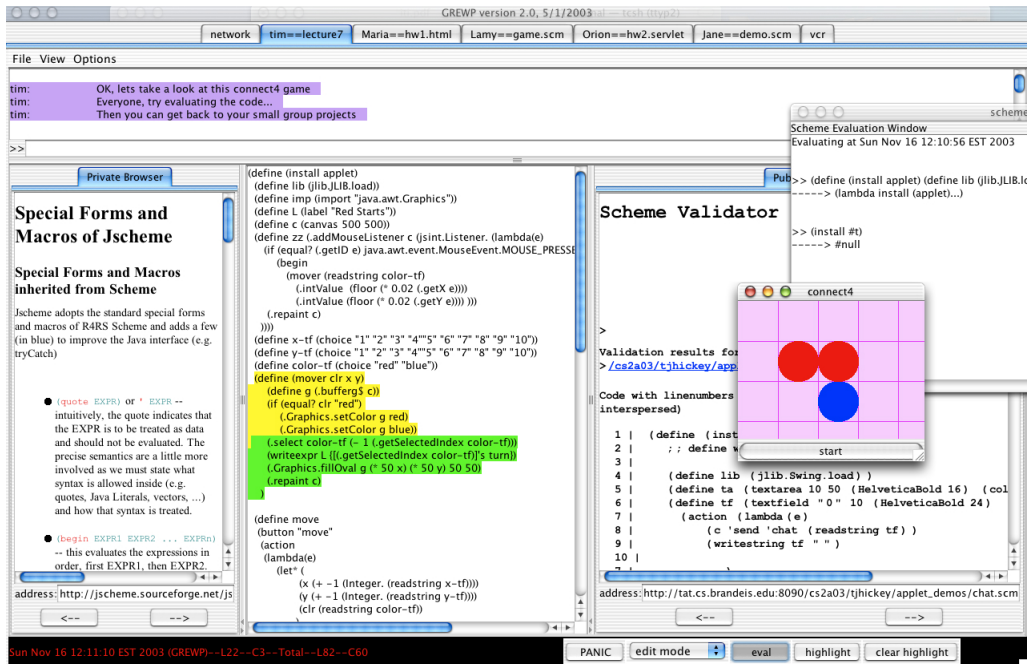 GREWP version 2.0, 5/1/2003
network tim==lecture7 Maria==hw1.html Lamy==game.scm Orion==hw2.servlet Jane==demo.scm vcr
File View Options
tim: OK, lets take a look at this connect4 game
tim: Everyone, try evaluating the code...
tim: Then you can get back to your small group projects
>>
Private Browser
Special Forms and
Macros of Jscheme
Special Forms and Macros
inherited from Scheme
Jscheme adopts the standard special forms
and macros of R4RS Scheme and adds a few
(in blue) to improve the Java interface (e.g.
tryCatch)
(quote EXPR) or ' EXPR --
intuitively, the quote indicates that
the EXPR is to be treated as data
and should not be evaluated. The
precise semantics are a little more
involved as we must state what
syntax is allowed inside (e.g.
quotes, Java Literals, vectors, ...)
and how that syntax is treated.
(begin EXPR1 EXPR2 ... EXPRn)
-- this evaluates the expressions in
order, first EXPR1, then EXPR2.
address: http://jscheme.sourceforge.net/js
<-- -->
(define (install applet)
(define lib (jlib.JLIB.load))
(define imp (import "java.awt.Graphics"))
(define L (label "Red Starts"))
(define c (canvas 500 500))
(define zz (.addMouseListener c (jsint.Listener. (lambda(e)
(if (equal? (.getID e) java.awt.event.MouseEvent.MOUSE_PRESSE
(begin
(mover (readstring color-tf)
(.intValue (floor (* 0.02 (.getX e))))
(.intValue (floor (* 0.02 (.getY e)))) )))
(.repaint c)
))))
(define x-tf (choice "1" "2" "3" "4""5" "6" "7" "8" "9" "10"))
(define y-tf (choice "1" "2" "3" "4""5" "6" "7" "8" "9" "10"))
(define color-tf (choice "red" "blue"))
(define (mover clr x y)
(define g (.bufferg$ c))
(if (equal? clr "red")
(.Graphics.setColor g red)
(.Graphics.setColor g blue))
(.select color-tf (- 1 (.getSelectedIndex color-tf)))
(writeexpr L {[(.getSelectedIndex color-tf)]'s turn})
(.Graphics.fillOval g (* 50 x) (* 50 y) 50 50)
(.repaint c)
)
(define move
(button "move"
(action
(lambda(e)
(let* (
(x (+ -1 (Integer. (readstring x-tf))))
(y (+ -1 (Integer. (readstring y-tf))))
(clr (readstring color-tf))
Pub
Scheme Validator
>
Validation results for
>/cs2a03/tjhickey/app
Code with linenumbers
interspersed)
1 | (define (inst
2 | ;; define w
3 |
4 | (define lib (jlib.Swing.load) )
5 | (define ta (textarea 10 50 (HelveticaBold 16) (col
6 | (define tf (textfield "0" 10 (HelveticaBold 24)
7 | (action (lambda (e)
8 | (c 'send 'chat (readstring tf) )
9 | (writestring tf "")
10 |
address: http://tat.cs.brandeis.edu:8090/cs2a03/tjhickey/applet_demos/chat.scm
<-- -->
scheme
Scheme Evaluation Window
Evaluating at Sun Nov 16 12:10:56 EST 2003
>> (define (install applet) (define lib (jlib.JLIB.lo
-----> (lambda install (applet)...)
>> (install #t)
-----> #null
connect4
start
Sun Nov 16 12:11:10 EST 2003 (GREWP)--L22--C3--Total--L82--C60
PANIC edit mode eval highlight clear highlight